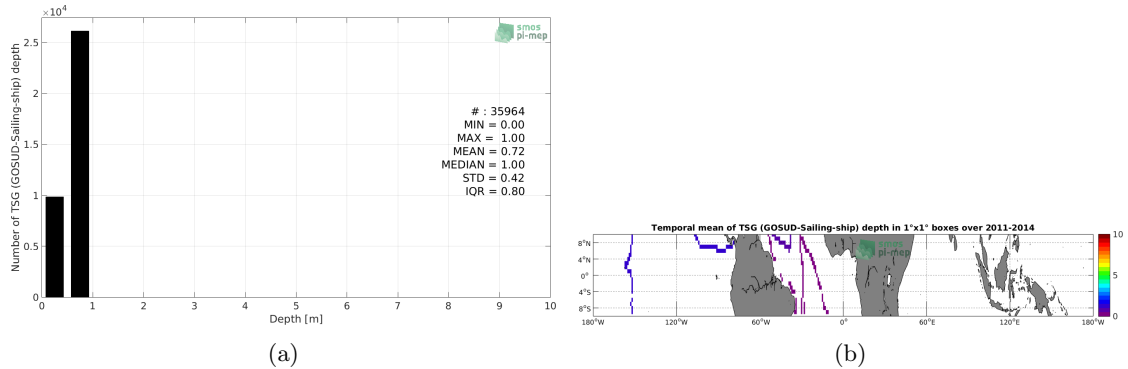 ×10⁴
smos
pi-mep
2.5
2
1.5
1
0.5
0
Number of TSG (GOSUD-Sailing-ship) depth
# : 35964
MIN = 0.00
MAX = 1.00
MEAN = 0.72
MEDIAN = 1.00
STD = 0.42
IQR = 0.80
0 1 2 3 4 5 6 7 8 9 10
Depth [m]
(a)
Temporal mean of TSG (GOSUD-Sailing-ship) depth in 1°x1° boxes over 2011-2014
smos
pi-mep
8°N
4°N
0°
4°S
8°S
180°W 120°W 60°W 0° 60°E 120°E 180°W
10
5
0
(b)